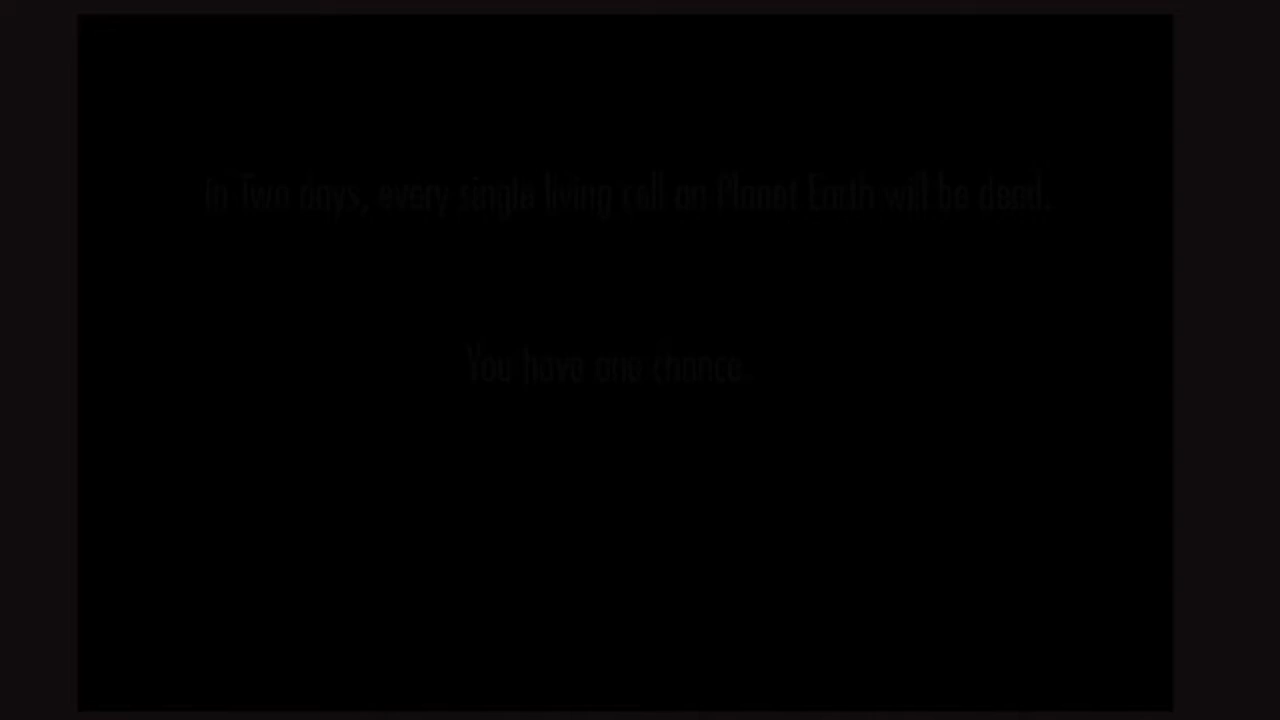 In Two days, every single living cell on Planet Earth will be dead.
You have one chance.